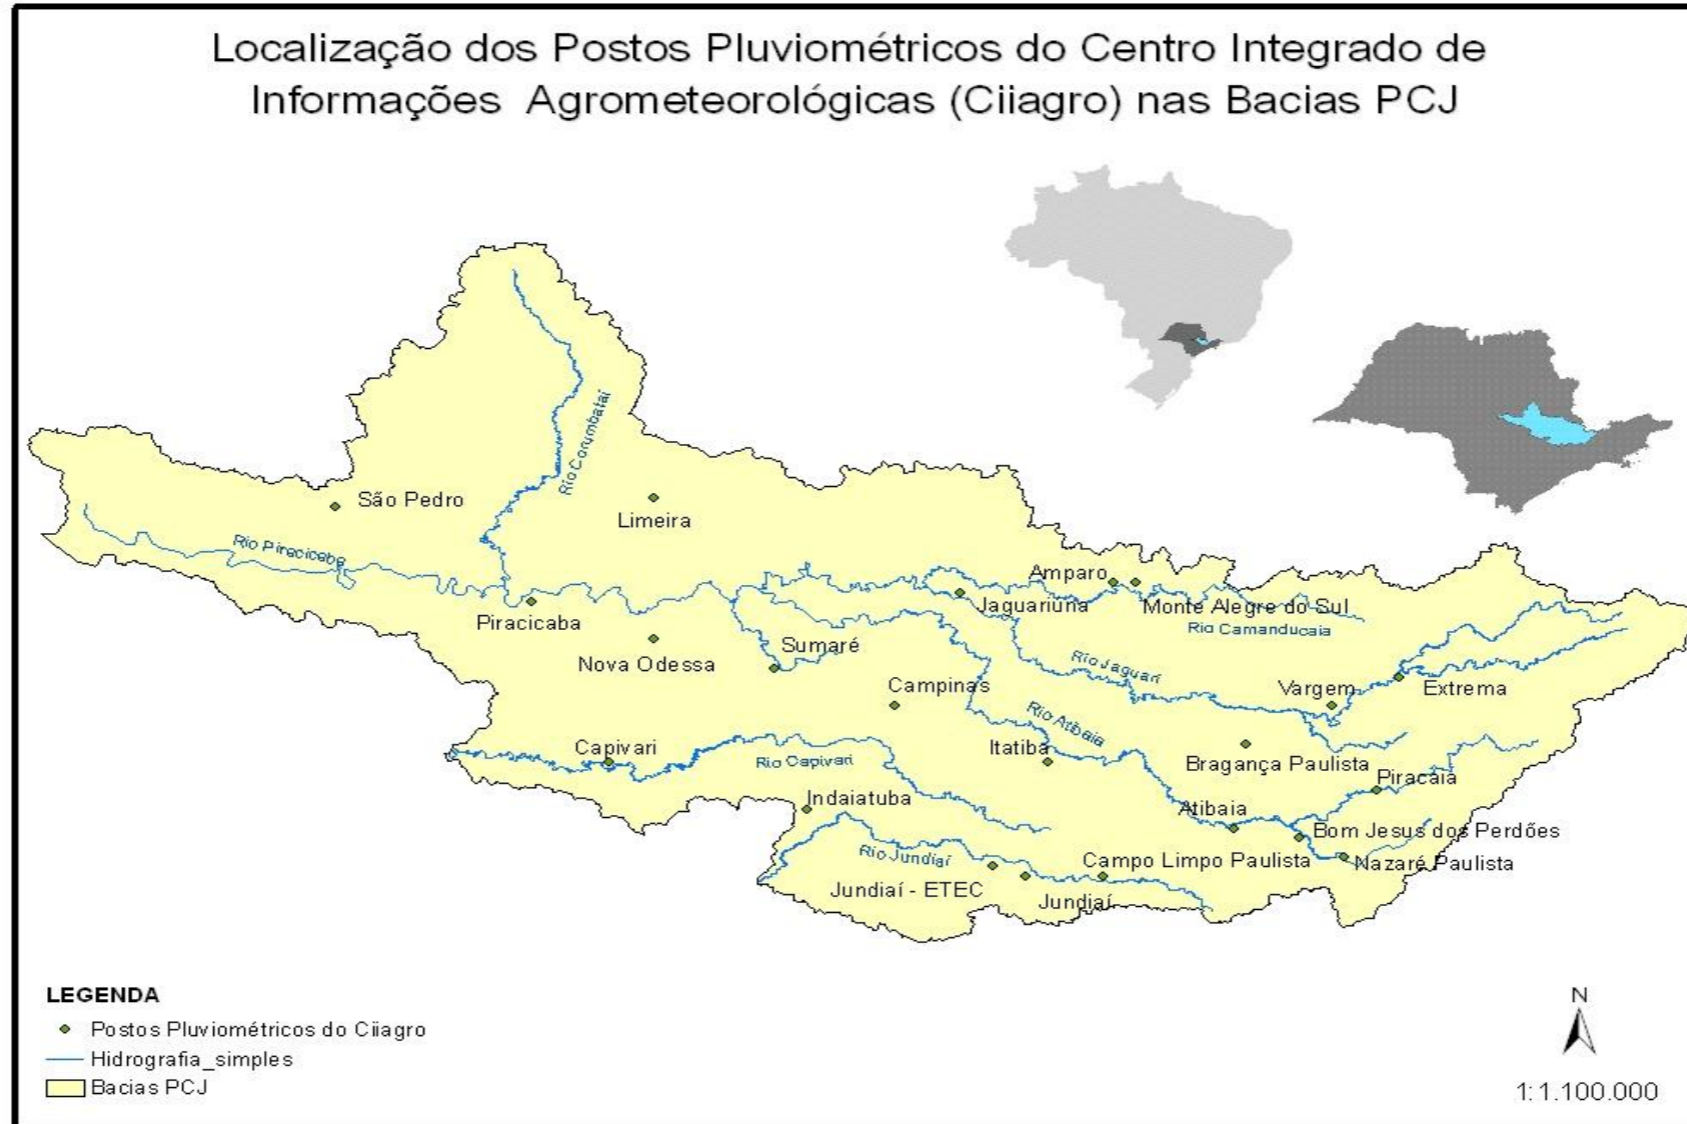 Localização dos Postos Pluviométricos do Centro Integrado de
Informações Agrometeorológicas (Ciiagro) nas Bacias PCJ
Rio Corumbataí
São Pedro
Limeira
Rio Piracicaba
Piracicaba
Amparo
Jaguariúna
Monte Alegre do Sul
Rio Camanducaia
Nova Odessa
Sumaré
Rio Jaguari
Campinas
Vargem
Extrema
Rio Atibaia
Capivari
Rio Capivari
Itatiba
Bragança Paulista
Piracaia
Indaiatuba
Atibaia
Bom Jesus dos Perdões
Rio Jundiaí
Campo Limpo Paulista
Nazaré Paulista
Jundiaí - ETEC
Jundiaí
LEGENDA
Postos Pluviométricos do Ciiagro
Hidrografia_simples
Bacias PCJ
N
1:1.100.000